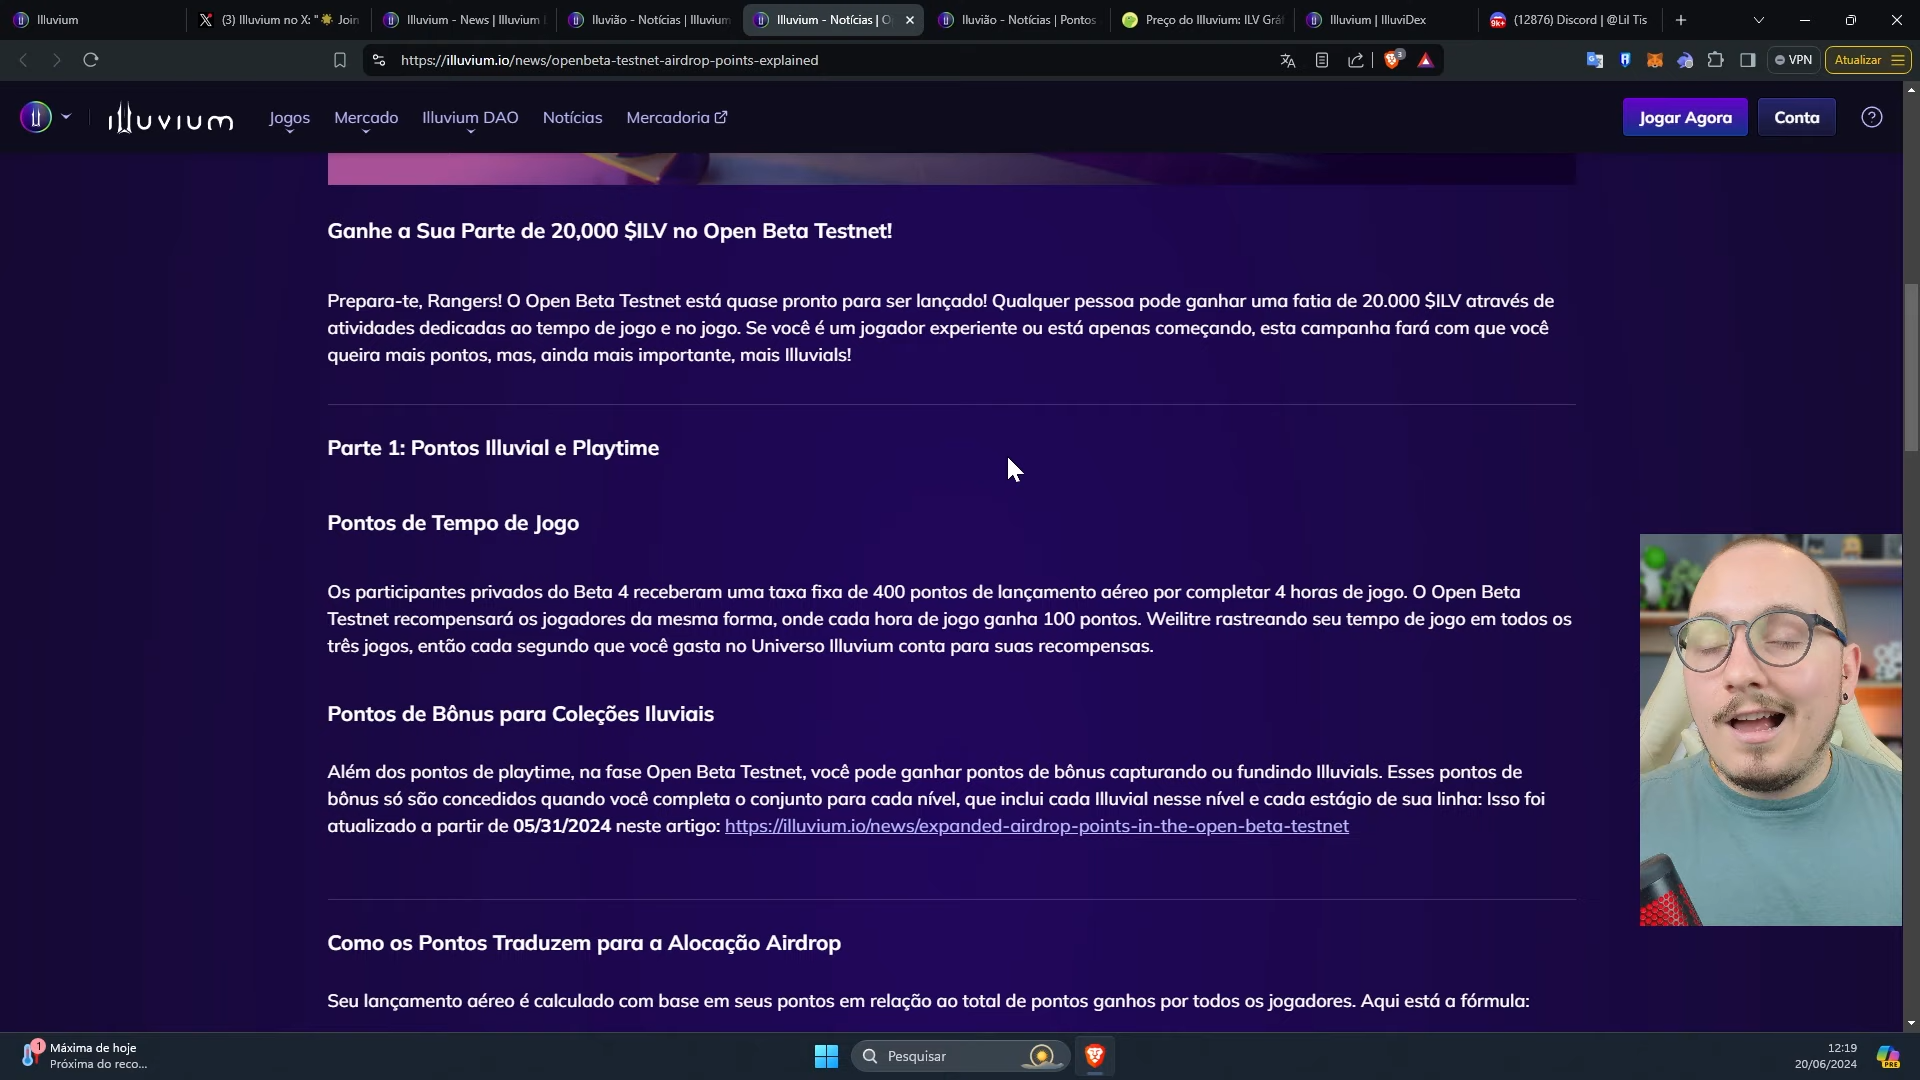 Illuvium
(3) Illuvium no X: "☀️ Join
Illuvium - News | Illuvium
Iluvião - Notícias | Illuvium
Illuvium - Notícias | O
Iluvião - Notícias | Pontos
Preço do Illuvium: ILV Grá
Illuvium | IlluviDex
9k+
(12876) Discord | @Lil Tis
https://illuvium.io/news/openbeta-testnet-airdrop-points-explained
3
VPN
Atualizar
illuvium
Jogos
Mercado
Illuvium DAO
Notícias
Mercadoria
Jogar Agora
Conta
?
Ganhe a Sua Parte de 20,000 $ILV no Open Beta Testnet!
Prepara-te, Rangers! O Open Beta Testnet está quase pronto para ser lançado! Qualquer pessoa pode ganhar uma fatia de 20.000 $ILV através de
atividades dedicadas ao tempo de jogo e no jogo. Se você é um jogador experiente ou está apenas começando, esta campanha fará com que você
queira mais pontos, mas, ainda mais importante, mais Illuvials!
Parte 1: Pontos Illuvial e Playtime
Pontos de Tempo de Jogo
Os participantes privados do Beta 4 receberam uma taxa fixa de 400 pontos de lançamento aéreo por completar 4 horas de jogo. O Open Beta
Testnet recompensará os jogadores da mesma forma, onde cada hora de jogo ganha 100 pontos. Weilitre rastreando seu tempo de jogo em todos os
três jogos, então cada segundo que você gasta no Universo Illuvium conta para suas recompensas.
Pontos de Bônus para Coleções Iluviais
Além dos pontos de playtime, na fase Open Beta Testnet, você pode ganhar pontos de bônus capturando ou fundindo Illuvials. Esses pontos de
bônus só são concedidos quando você completa o conjunto para cada nível, que inclui cada Illuvial nesse nível e cada estágio de sua linha: Isso foi
atualizado a partir de 05/31/2024 neste artigo: https://illuvium.io/news/expanded-airdrop-points-in-the-open-beta-testnet
Como os Pontos Traduzem para a Alocação Airdrop
Seu lançamento aéreo é calculado com base em seus pontos em relação ao total de pontos ganhos por todos os jogadores. Aqui está a fórmula:
1
Máxima de hoje
Próxima do reco...
Pesquisar
12:19
20/06/2024
PRE